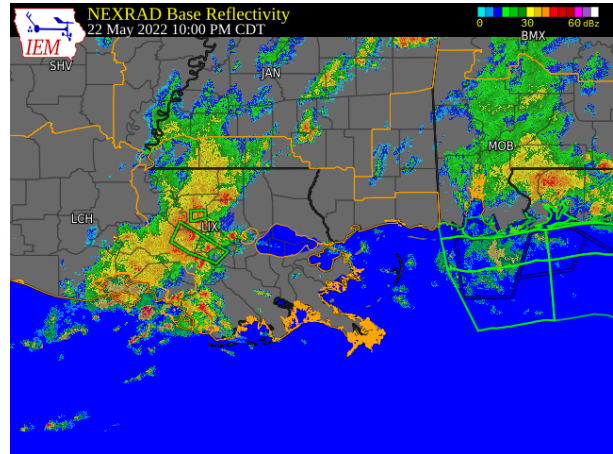 NEXRAD Base Reflectivity
22 May 2022 10:00 PM CDT
IEM
0 30 60 dBz
BMX
SHV
JAN
MOB
LCH
LIX